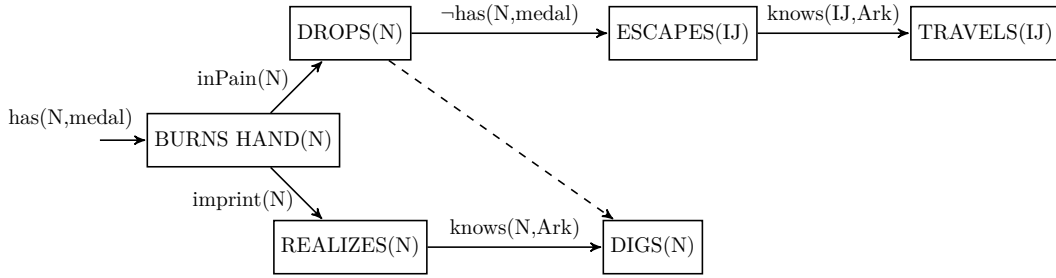 DROPS(N)
¬has(N,medal)
ESCAPES(IJ)
knows(IJ,Ark)
TRAVELS(IJ)
inPain(N)
has(N,medal)
BURNS HAND(N)
imprint(N)
REALIZES(N)
knows(N,Ark)
DIGS(N)